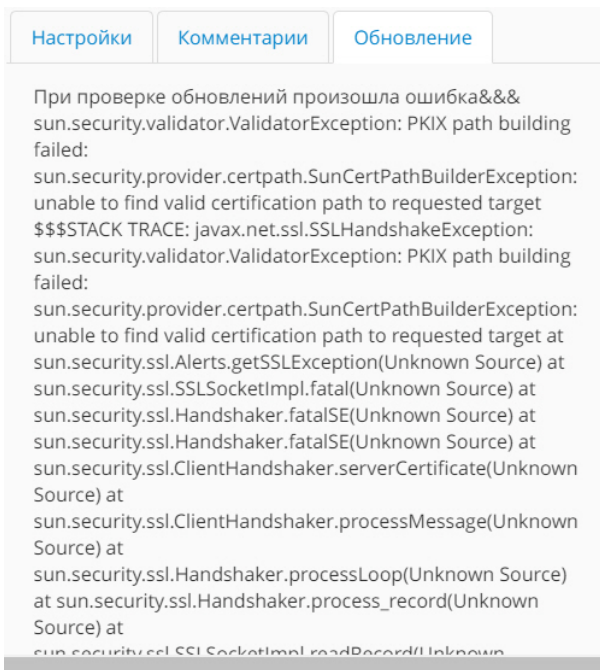 Настройки Комментарии Обновление
При проверке обновлений произошла ошибка&&&
sun.security.validator.ValidatorException: PKIX path building
failed:
sun.security.provider.certpath.SunCertPathBuilderException:
unable to find valid certification path to requested target
$$$STACK TRACE: javax.net.ssl.SSLHandshakeException:
sun.security.validator.ValidatorException: PKIX path building
failed:
sun.security.provider.certpath.SunCertPathBuilderException:
unable to find valid certification path to requested target at
sun.security.ssl.Alerts.getSSLException(Unknown Source) at
sun.security.ssl.SSLSocketImpl.fatal(Unknown Source) at
sun.security.ssl.Handshaker.fatalSE(Unknown Source) at
sun.security.ssl.Handshaker.fatalSE(Unknown Source) at
sun.security.ssl.ClientHandshaker.serverCertificate(Unknown
Source) at
sun.security.ssl.ClientHandshaker.processMessage(Unknown
Source) at
sun.security.ssl.Handshaker.processLoop(Unknown Source)
at sun.security.ssl.Handshaker.process_record(Unknown
Source) at
sun.security.ssl.SSLSocketImpl.readRecord(Unknown